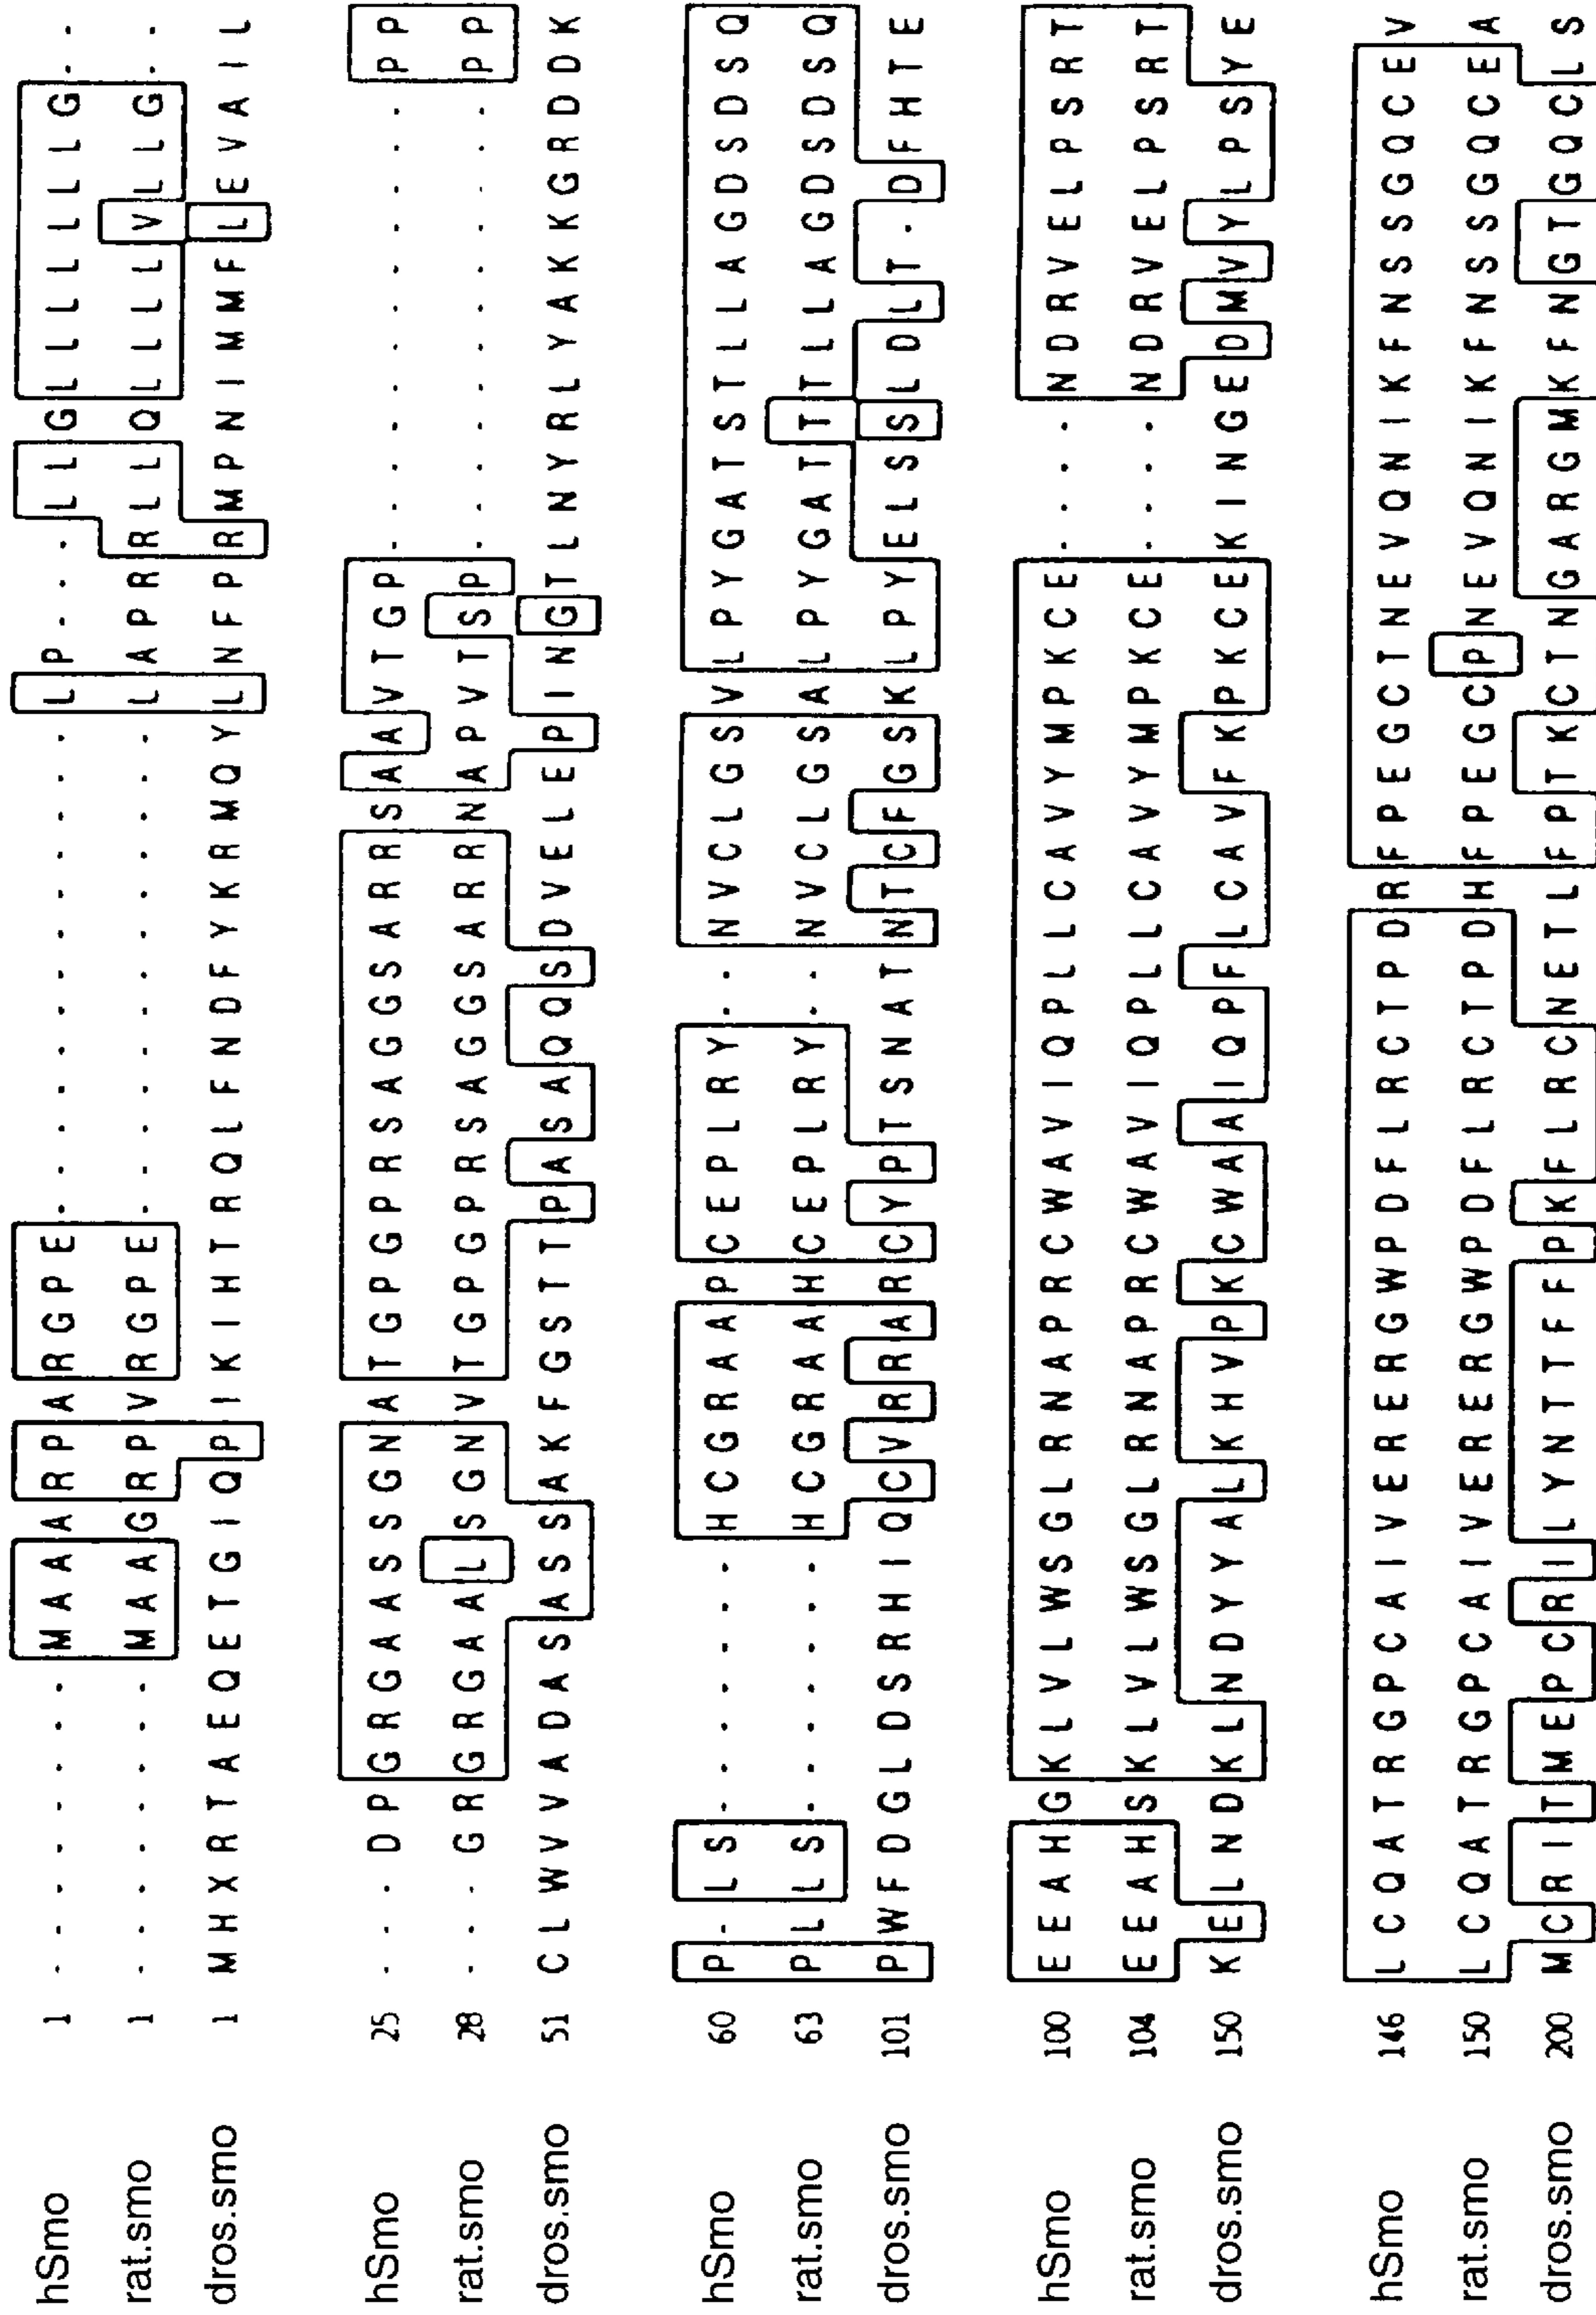 hSmo 1 . . . . . . . . M A A A R P A R G P E . . . . . . . . . . . . . L P . . . L L G L L L L L L L G . .
rat.smo 1 . . . . . . . . M A A G R P V R G P E . . . . . . . . . . . . . L A P R R L L Q L L L L V L L G . .
dros.smo 1 M H X R T A E Q E T G I Q P I K I H T R Q L F N D F Y K R M Q Y L N F P R M P N I M M F L E V A I L
hSmo 25 . . . D P G R G A A S S G N A T G P G P R S A G G S A R R S A A V T G P . . . . . . . . . . . . P P
rat.smo 28 . . . G R G R G A A L S G N V T G P G P R S A G G S A R R N A P V T S P . . . . . . . . . . . . P P
dros.smo 51 C L W V V A D A S A S S A K F G S T T P A S A Q Q S D V E L E P I N G T L N Y R L Y A K K G R D D K
hSmo 60 P . L S . . . . . . . H C G R A A P C E P L R Y . . N V C L G S V L P Y G A T S T L L A G D S D S Q
rat.smo 63 P L L S . . . . . . . H C G R A A H C E P L R Y . . N V C L G S A L P Y G A T T T L L A G D S D S Q
dros.smo 101 P W F D G L D S R H I Q C V R R A R C Y P T S N A T N T C F G S K L P Y E L S S L D L T . D F H T E
hSmo 100 E E A H G K L V L W S G L R N A P R C W A V I Q P L L C A V Y M P K C E . . . . N D R V E L P S R T
rat.smo 104 E E A H S K L V L W S G L R N A P R C W A V I Q P L L C A V Y M P K C E . . . . N D R V E L P S R T
dros.smo 150 K E L N D K L N D Y Y A L K H V P K C W A A I Q P F L C A V F K P K C E K I N G E D M V Y L P S Y E
hSmo 146 L C Q A T R G P C A I V E R E R G W P D F L R C T P D R F P E G C T N E V Q N I K F N S S G Q C E V
rat.smo 150 L C Q A T R G P C A I V E R E R G W P D F L R C T P D H F P E G C P N E V Q N I K F N S S G Q C E A
dros.smo 200 M C R I T M E P C R I L Y N T T F F P K F L R C N E T L F P T K C T N G A R G M K F N G T G Q C L S